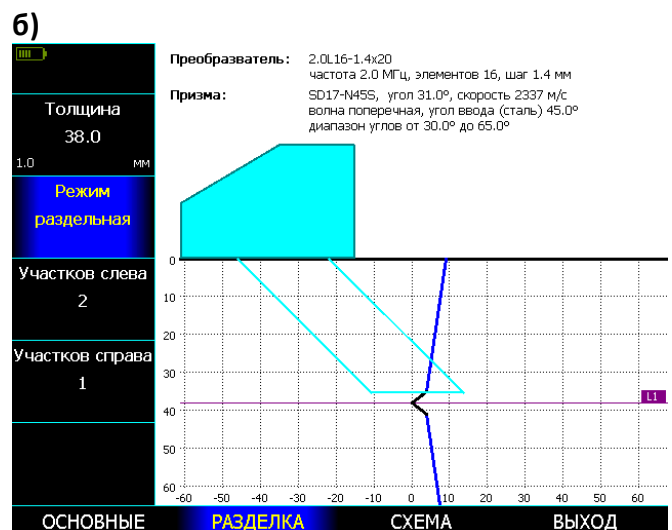 б)
Преобразватель: 2.0L16-1.4x20
частота 2.0 МГц, элементов 16, шаг 1.4 мм
Призма: SD17-N45S, угол 31.0°, скорость 2337 м/с
волна поперечная, угол ввода (сталь) 45.0°
диапазон углов от 30.0° до 65.0°
Толщина
38.0
1.0 мм
Режим
раздельная
Участков слева
2
Участков справа
1
0
10
20
30
40
50
60
L1
-60 -50 -40 -30 -20 -10 0 10 20 30 40 50 60
ОСНОВНЫЕ РАЗДЕЛКА СХЕМА ВЫХОД